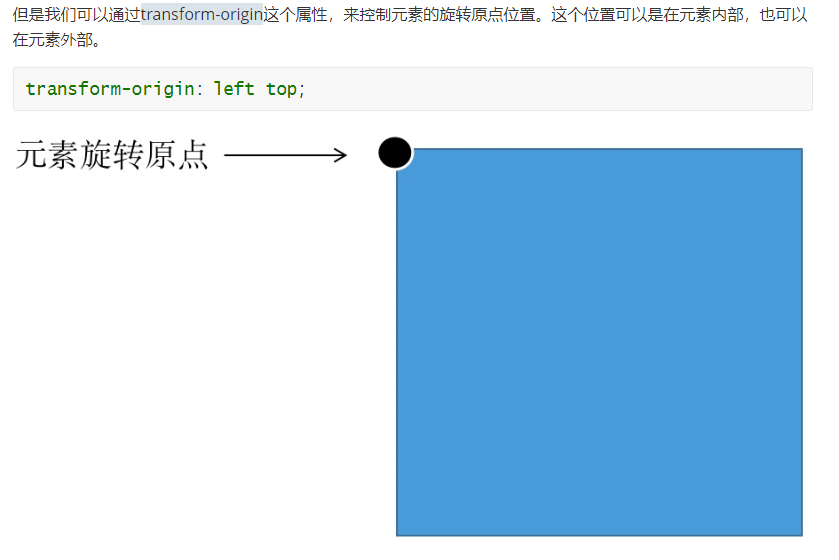 但是我们可以通过transform-origin这个属性，来控制元素的旋转原点位置。这个位置可以是在元素内部，也可以
在元素外部。
transform-origin: left top;
元素旋转原点